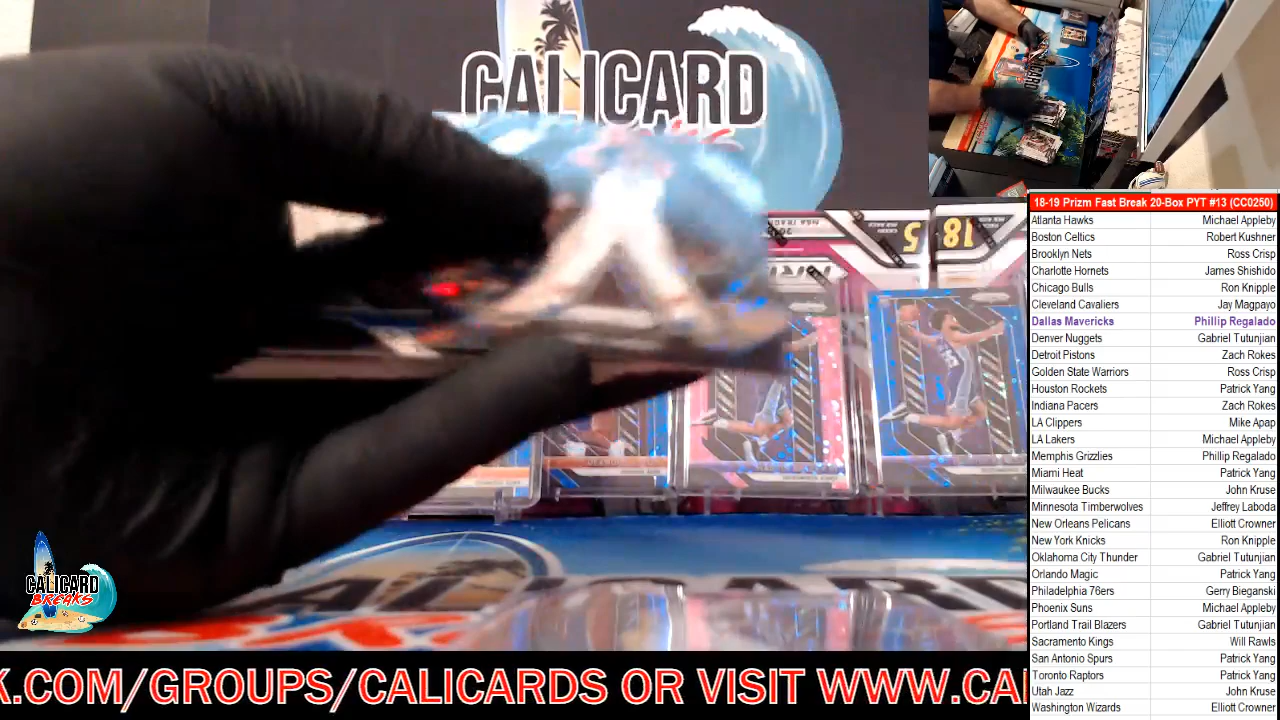 CALICARD
18-19 Prizm Fast Break 20-Box PYT #13 (CC0250)
Atlanta Hawks Michael Appleby
Boston Celtics Robert Kushner
Brooklyn Nets Ross Crisp
Charlotte Hornets James Shishido
Chicago Bulls Ron Knipple
Cleveland Cavaliers Jay Magpayo
Dallas Mavericks Phillip Regalado
Denver Nuggets Gabriel Tutunjian
Detroit Pistons Zach Rokes
Golden State Warriors Ross Crisp
Houston Rockets Patrick Yang
Indiana Pacers Zach Rokes
LA Clippers Mike Apap
LA Lakers Michael Appleby
Memphis Grizzlies Phillip Regalado
Miami Heat Patrick Yang
Milwaukee Bucks John Kruse
Minnesota Timberwolves Jeffrey Laboda
New Orleans Pelicans Elliott Crowner
New York Knicks Ron Knipple
Oklahoma City Thunder Gabriel Tutunjian
Orlando Magic Patrick Yang
Philadelphia 76ers Gerry Bieganski
Phoenix Suns Michael Appleby
Portland Trail Blazers Gabriel Tutunjian
Sacramento Kings Will Rawls
San Antonio Spurs Patrick Yang
Toronto Raptors Patrick Yang
Utah Jazz John Kruse
Washington Wizards Elliott Crowner
5
18
CALICARD
BREAKS
K.COM/GROUPS/CALICARDS OR VISIT WWW.CA